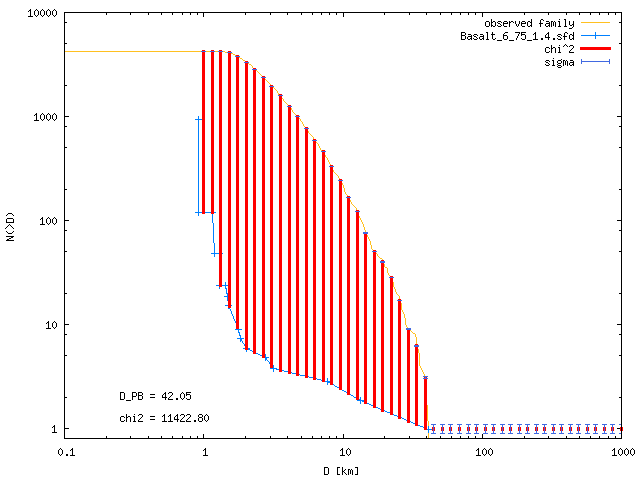 10000
1000
100
10
1
N(>D)
observed family
Basalt_6_75_1.4.sfd
chi^2
sigma
D_PB = 42.05
chi2 = 11422.80
0.1 1 10 100 1000
D [km]